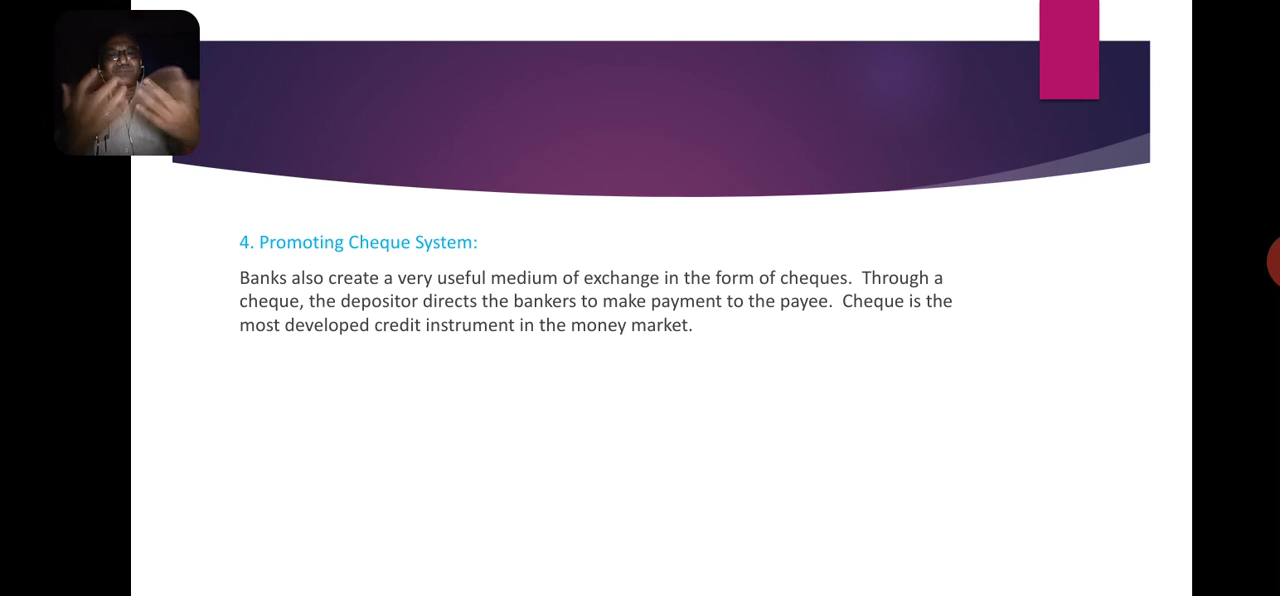 4. Promoting Cheque System:
Banks also create a very useful medium of exchange in the form of cheques.  Through a
cheque, the depositor directs the bankers to make payment to the payee.  Cheque is the
most developed credit instrument in the money market.